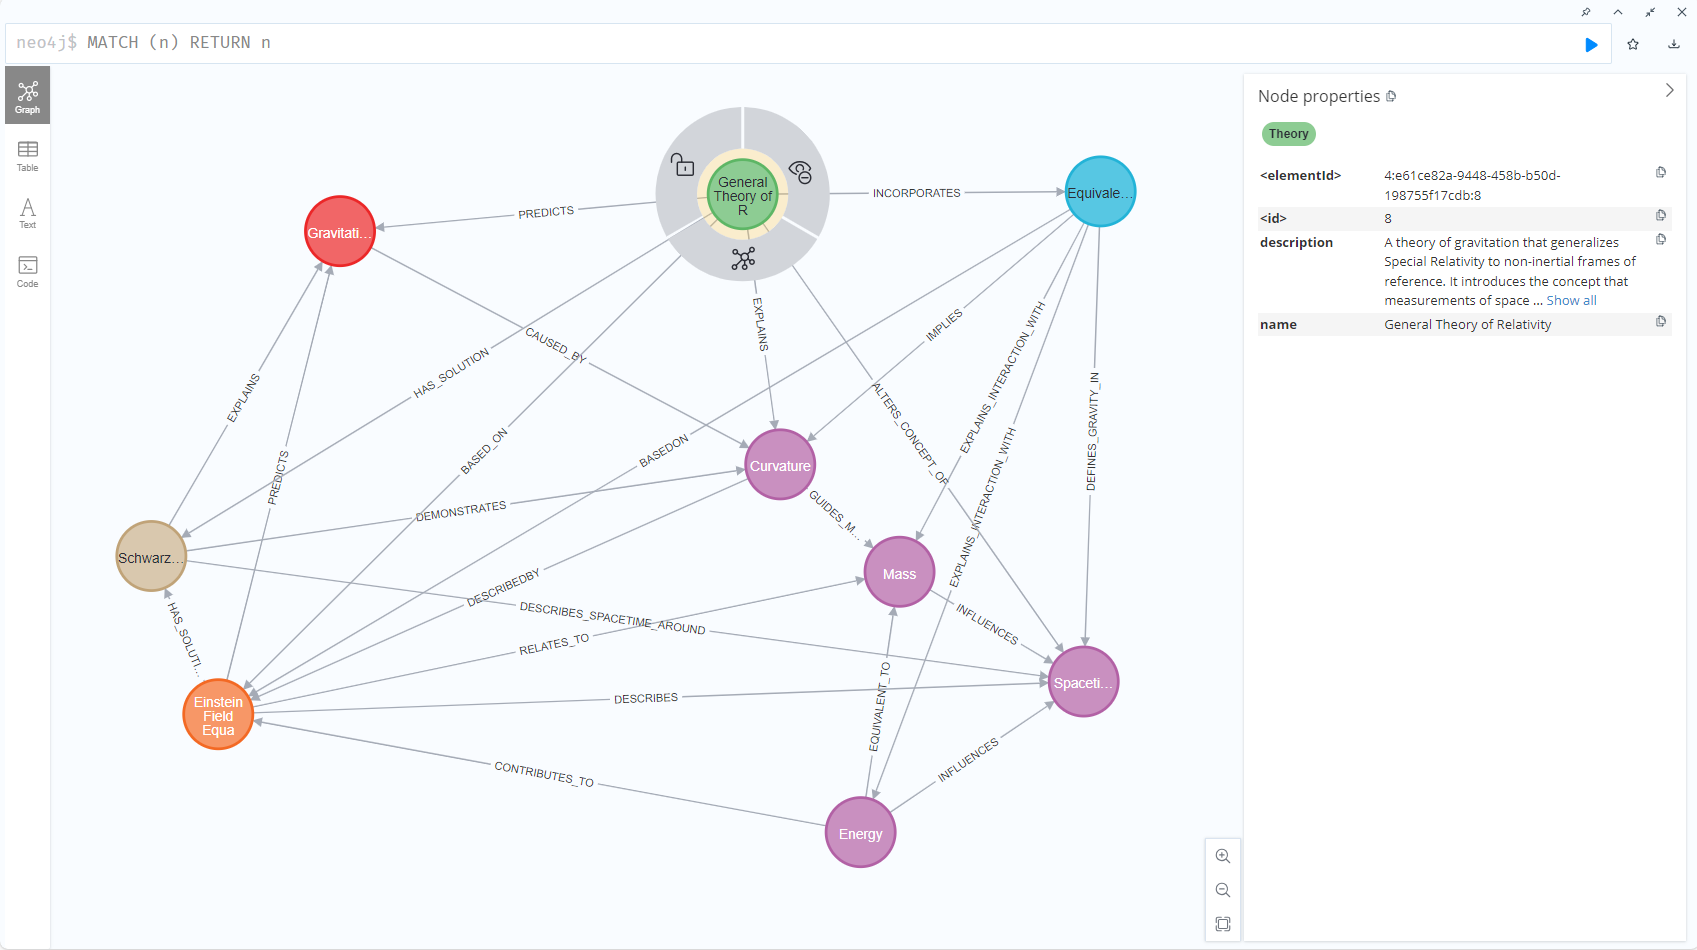 neo4j$ MATCH (n) RETURN n
Graph
Table
Text
Code
General
Theory of
R
Equivale...
Gravitati...
Curvature
Mass
Schwarz...
Spaceti...
Einstein
Field
Equa
Energy
INCORPORATES
PREDICTS
EXPLAINS
IMPLIES
CAUSED_BY
HAS_SOLUTION
EXPLAINS_INTERACTION_WITH
EXPLAINS
ALTERS_CONCEPT_OF
DEFINES_GRAVITY_IN
BASED_ON
BASEDON
EXPLAINS_INTERACTION_WITH
PREDICTS
DEMONSTRATES
GUIDES_M...
DESCRIBEDBY
DESCRIBES_SPACETIME_AROUND
HAS_SOLUTI...
RELATES_TO
INFLUENCES
DESCRIBES
EQUIVALENT_TO
CONTRIBUTES_TO
INFLUENCES
Node properties
Theory
<elementId> 4:e61ce82a-9448-458b-b50d-
198755f17cdb:8
<id> 8
description A theory of gravitation that generalizes
Special Relativity to non-inertial frames of
reference. It introduces the concept that
measurements of space ... Show all
name General Theory of Relativity